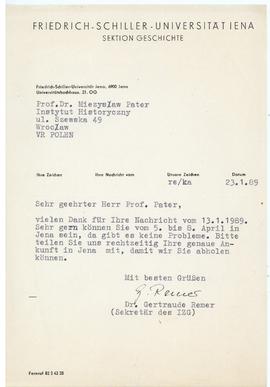 FRIEDRICH-SCHILLER-UNIVERSITÄT JENA
SEKTION GESCHICHTE
Friedrich-Schiller-Universität Jena, 6900 Jena
Universitätshochhaus, 21. OG
Prof.Dr. Mieczysław Pater
Instytut Historyczny
ul. Szewska 49
Wrocław
VR POLEN
Ihre Zeichen Ihre Nachricht vom Unsere Zeichen Datum
re/ka 23.1.89
Sehr geehrter Herr Prof. Pater,
vielen Dank für Ihre Nachricht vom 13.1.1989.
Sehr gern können Sie vom 5. bis 8. April in
Jena sein, da gibt es keine Probleme. Bitte
teilen Sie uns rechtzeitig Ihre genaue An-
kunft in Jena mit, damit wir Sie abholen
können.
Mit besten Grüßen
G. Remer
Dr. Gertraude Remer
(Sekretär des IZG)
Fernruf 82 2 43 28